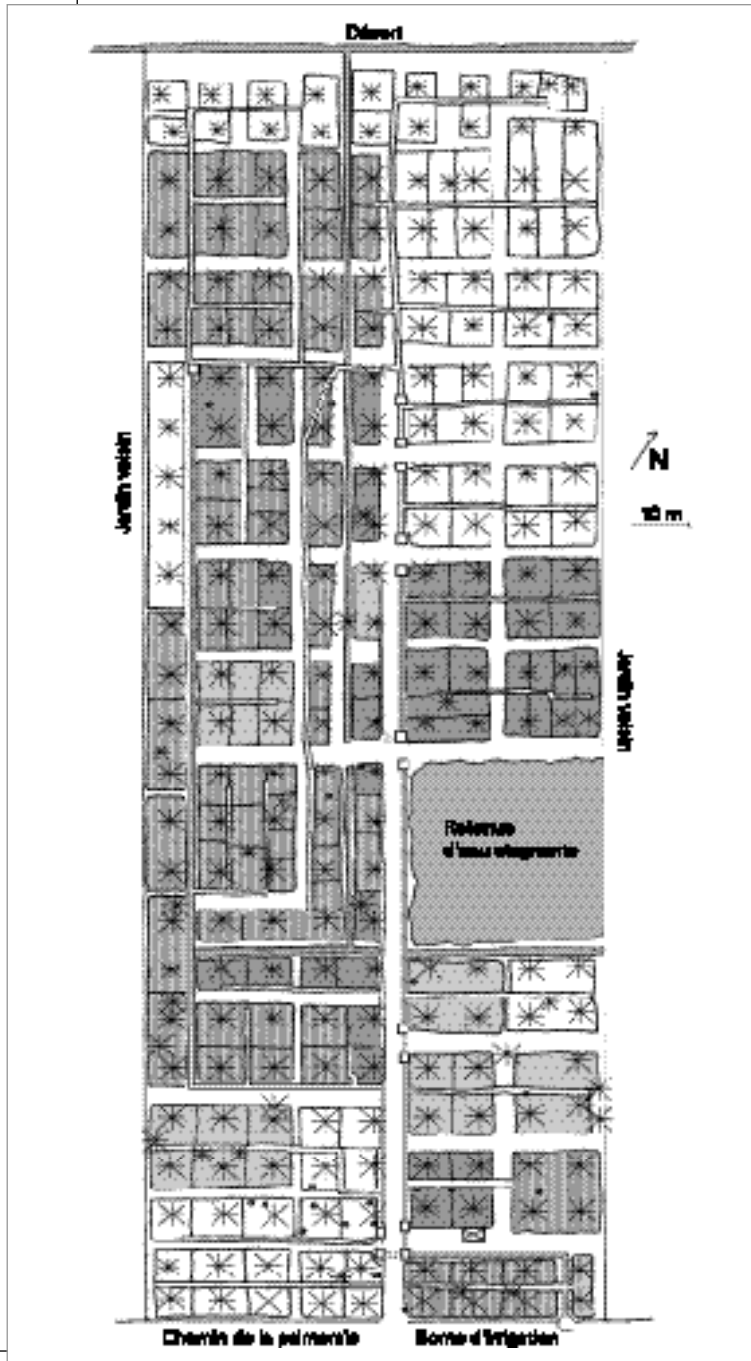 Désert
Jardin voisin
N
10 m
Jardin voisin
Retenue
d'eau stagnante
Chemin de la palmeraie
Borne d'irrigation